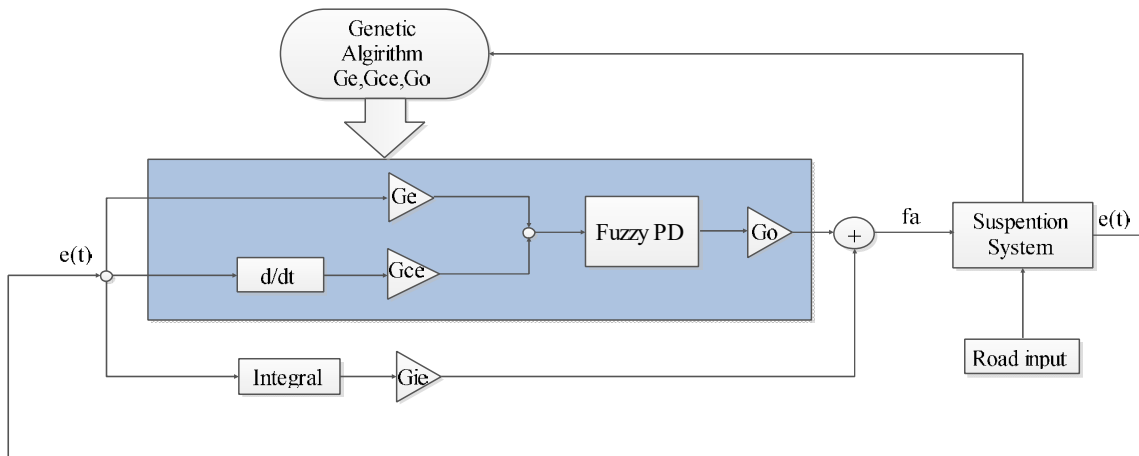 Genetic
Algirithm
Ge,Gce,Go
Ge
Fuzzy PD
Go
+
fa
Suspention
System
e(t)
e(t)
d/dt
Gce
Integral
Gie
Road input